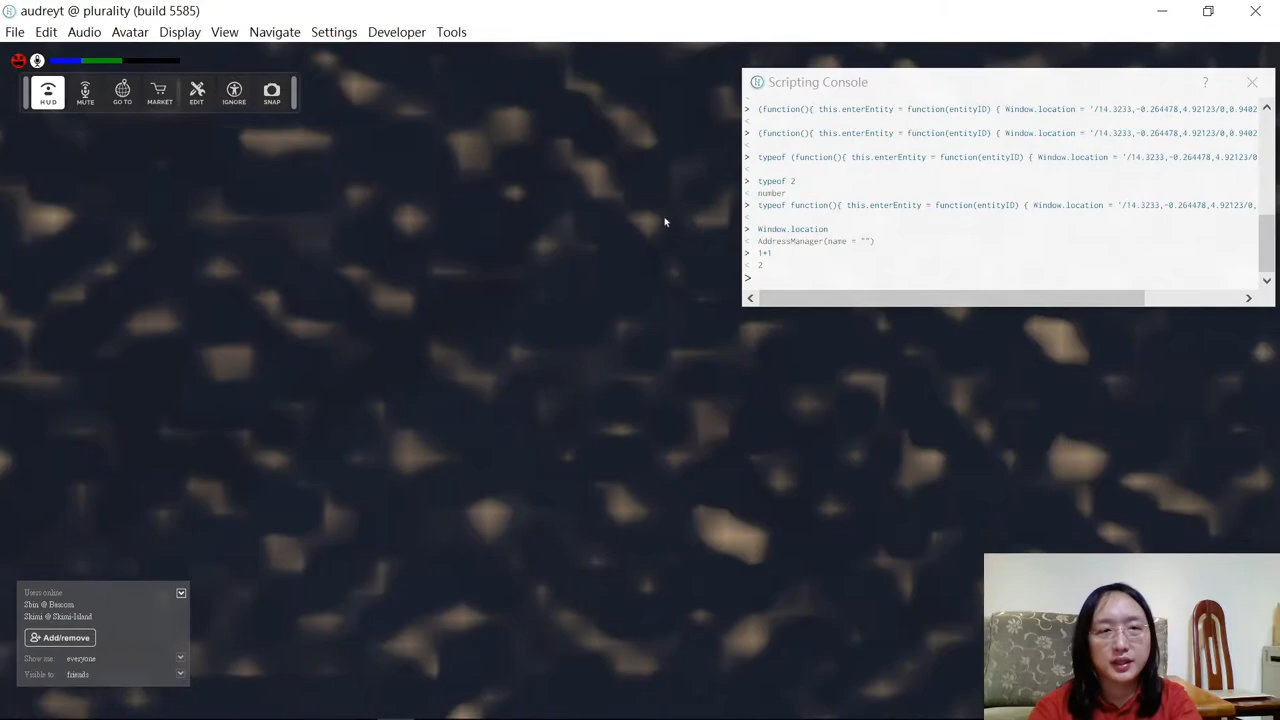 audreyt @ plurality (build 5585)
File Edit Audio Avatar Display View Navigate Settings Developer Tools
HUD MUTE GO TO MARKET EDIT IGNORE SNAP
Scripting Console
?
> (function(){ this.enterEntity = function(entityID) { Window.location = '/14.3233,-0.264478,4.92123/0,0.9402
<
> (function(){ this.enterEntity = function(entityID) { Window.location = '/14.3233,-0.264478,4.92123/0,0.9402
<
> typeof (function(){ this.enterEntity = function(entityID) { Window.location = '/14.3233,-0.264478,4.92123/0
<
> typeof 2
< number
> typeof function(){ this.enterEntity = function(entityID) { Window.location = '/14.3233,-0.264478,4.92123/0,
<
> Window.location
< AddressManager(name = "")
> 1+1
< 2
>
Users online
Sbin @ Bascom
Skimi @ Skimi-Island
Add/remove
Show me: everyone
Visible to: friends